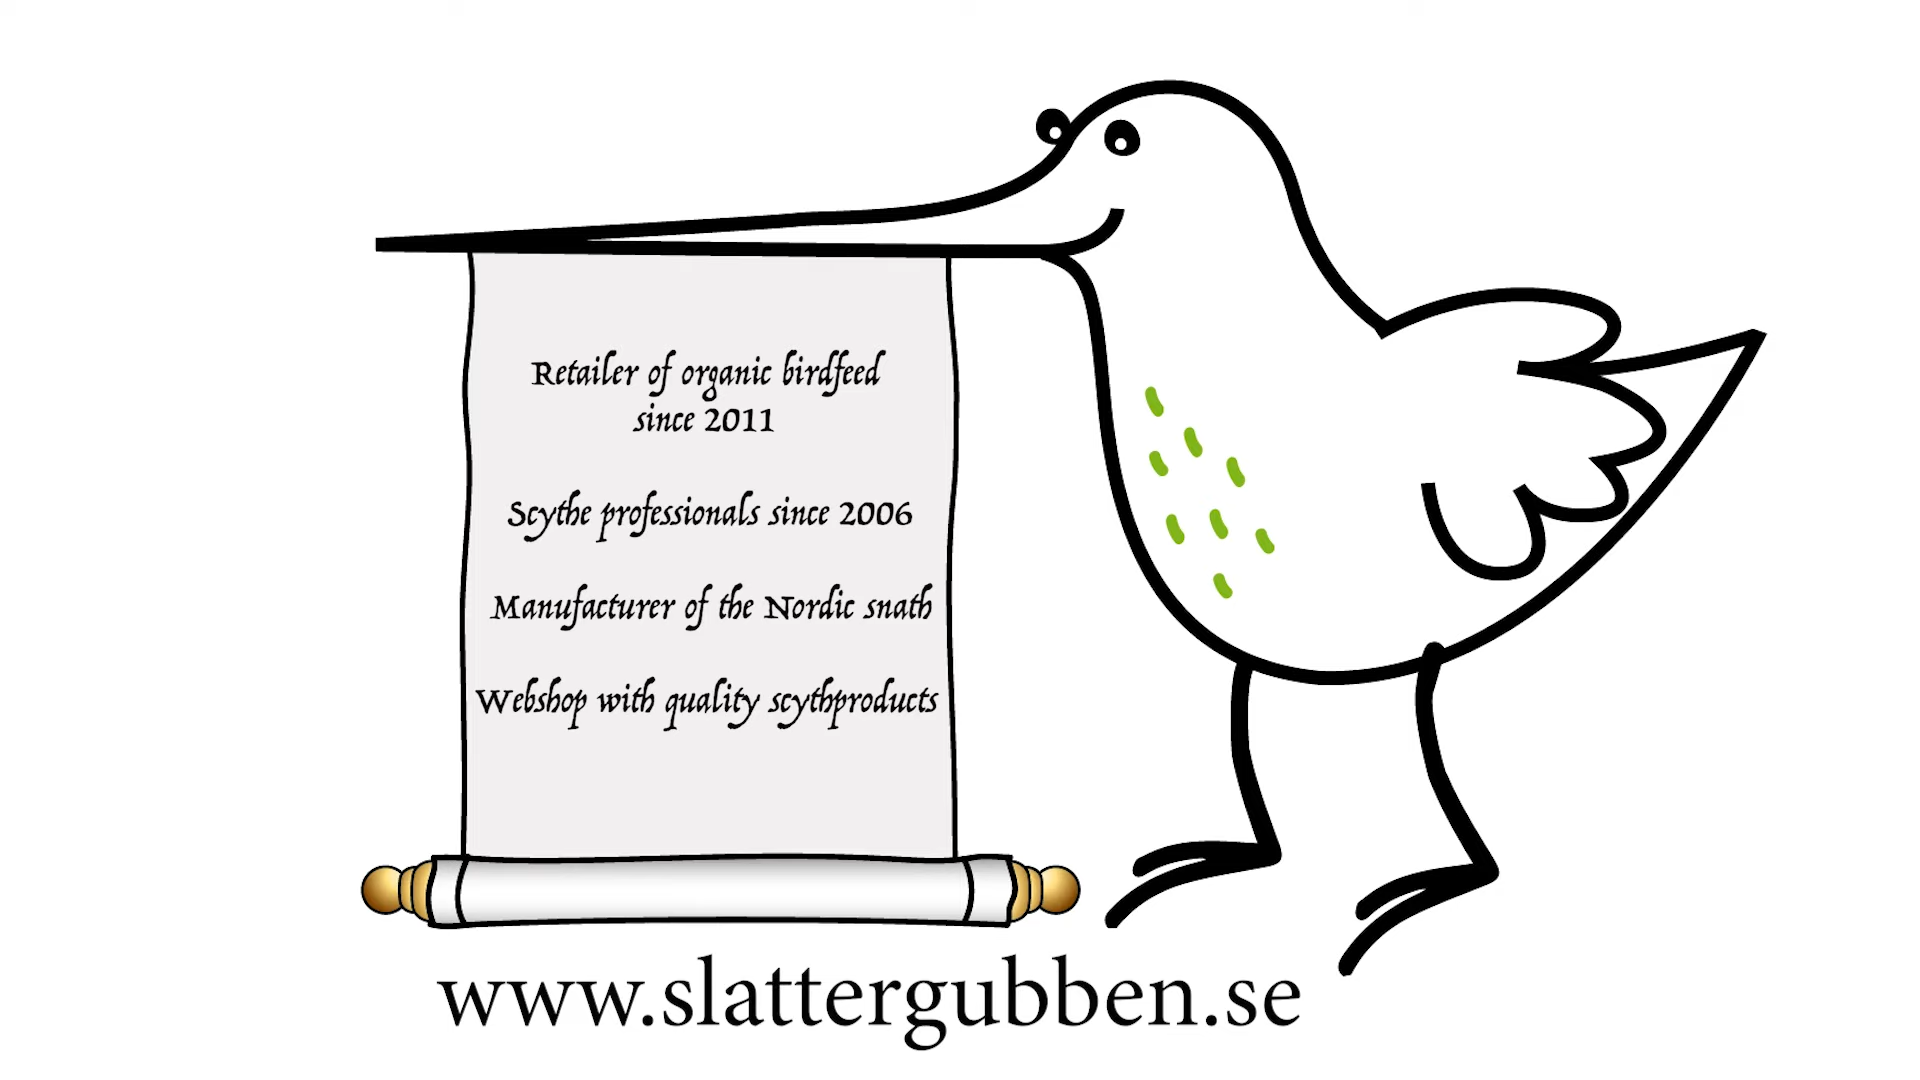 Retailer of organic birdfeed
since 2011
Scythe professionals since 2006
Manufacturer of the Nordic snath
Webshop with quality scythproducts
www.slattergubben.se